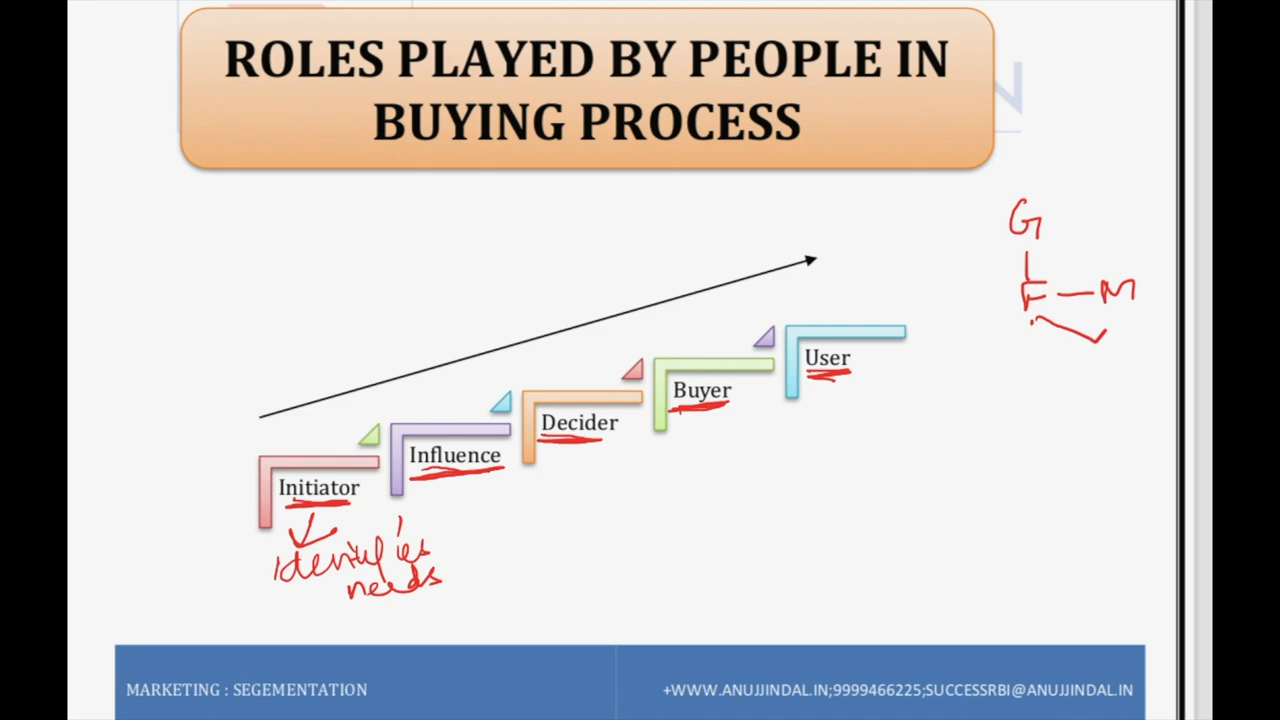 ROLES PLAYED BY PEOPLE IN
BUYING PROCESS
G
F — M
User
Buyer
Decider
Influence
Initiator
identifies
needs
MARKETING : SEGEMENTATION
+WWW.ANUJJINDAL.IN;9999466225;SUCCESSRBI@ANUJJINDAL.IN